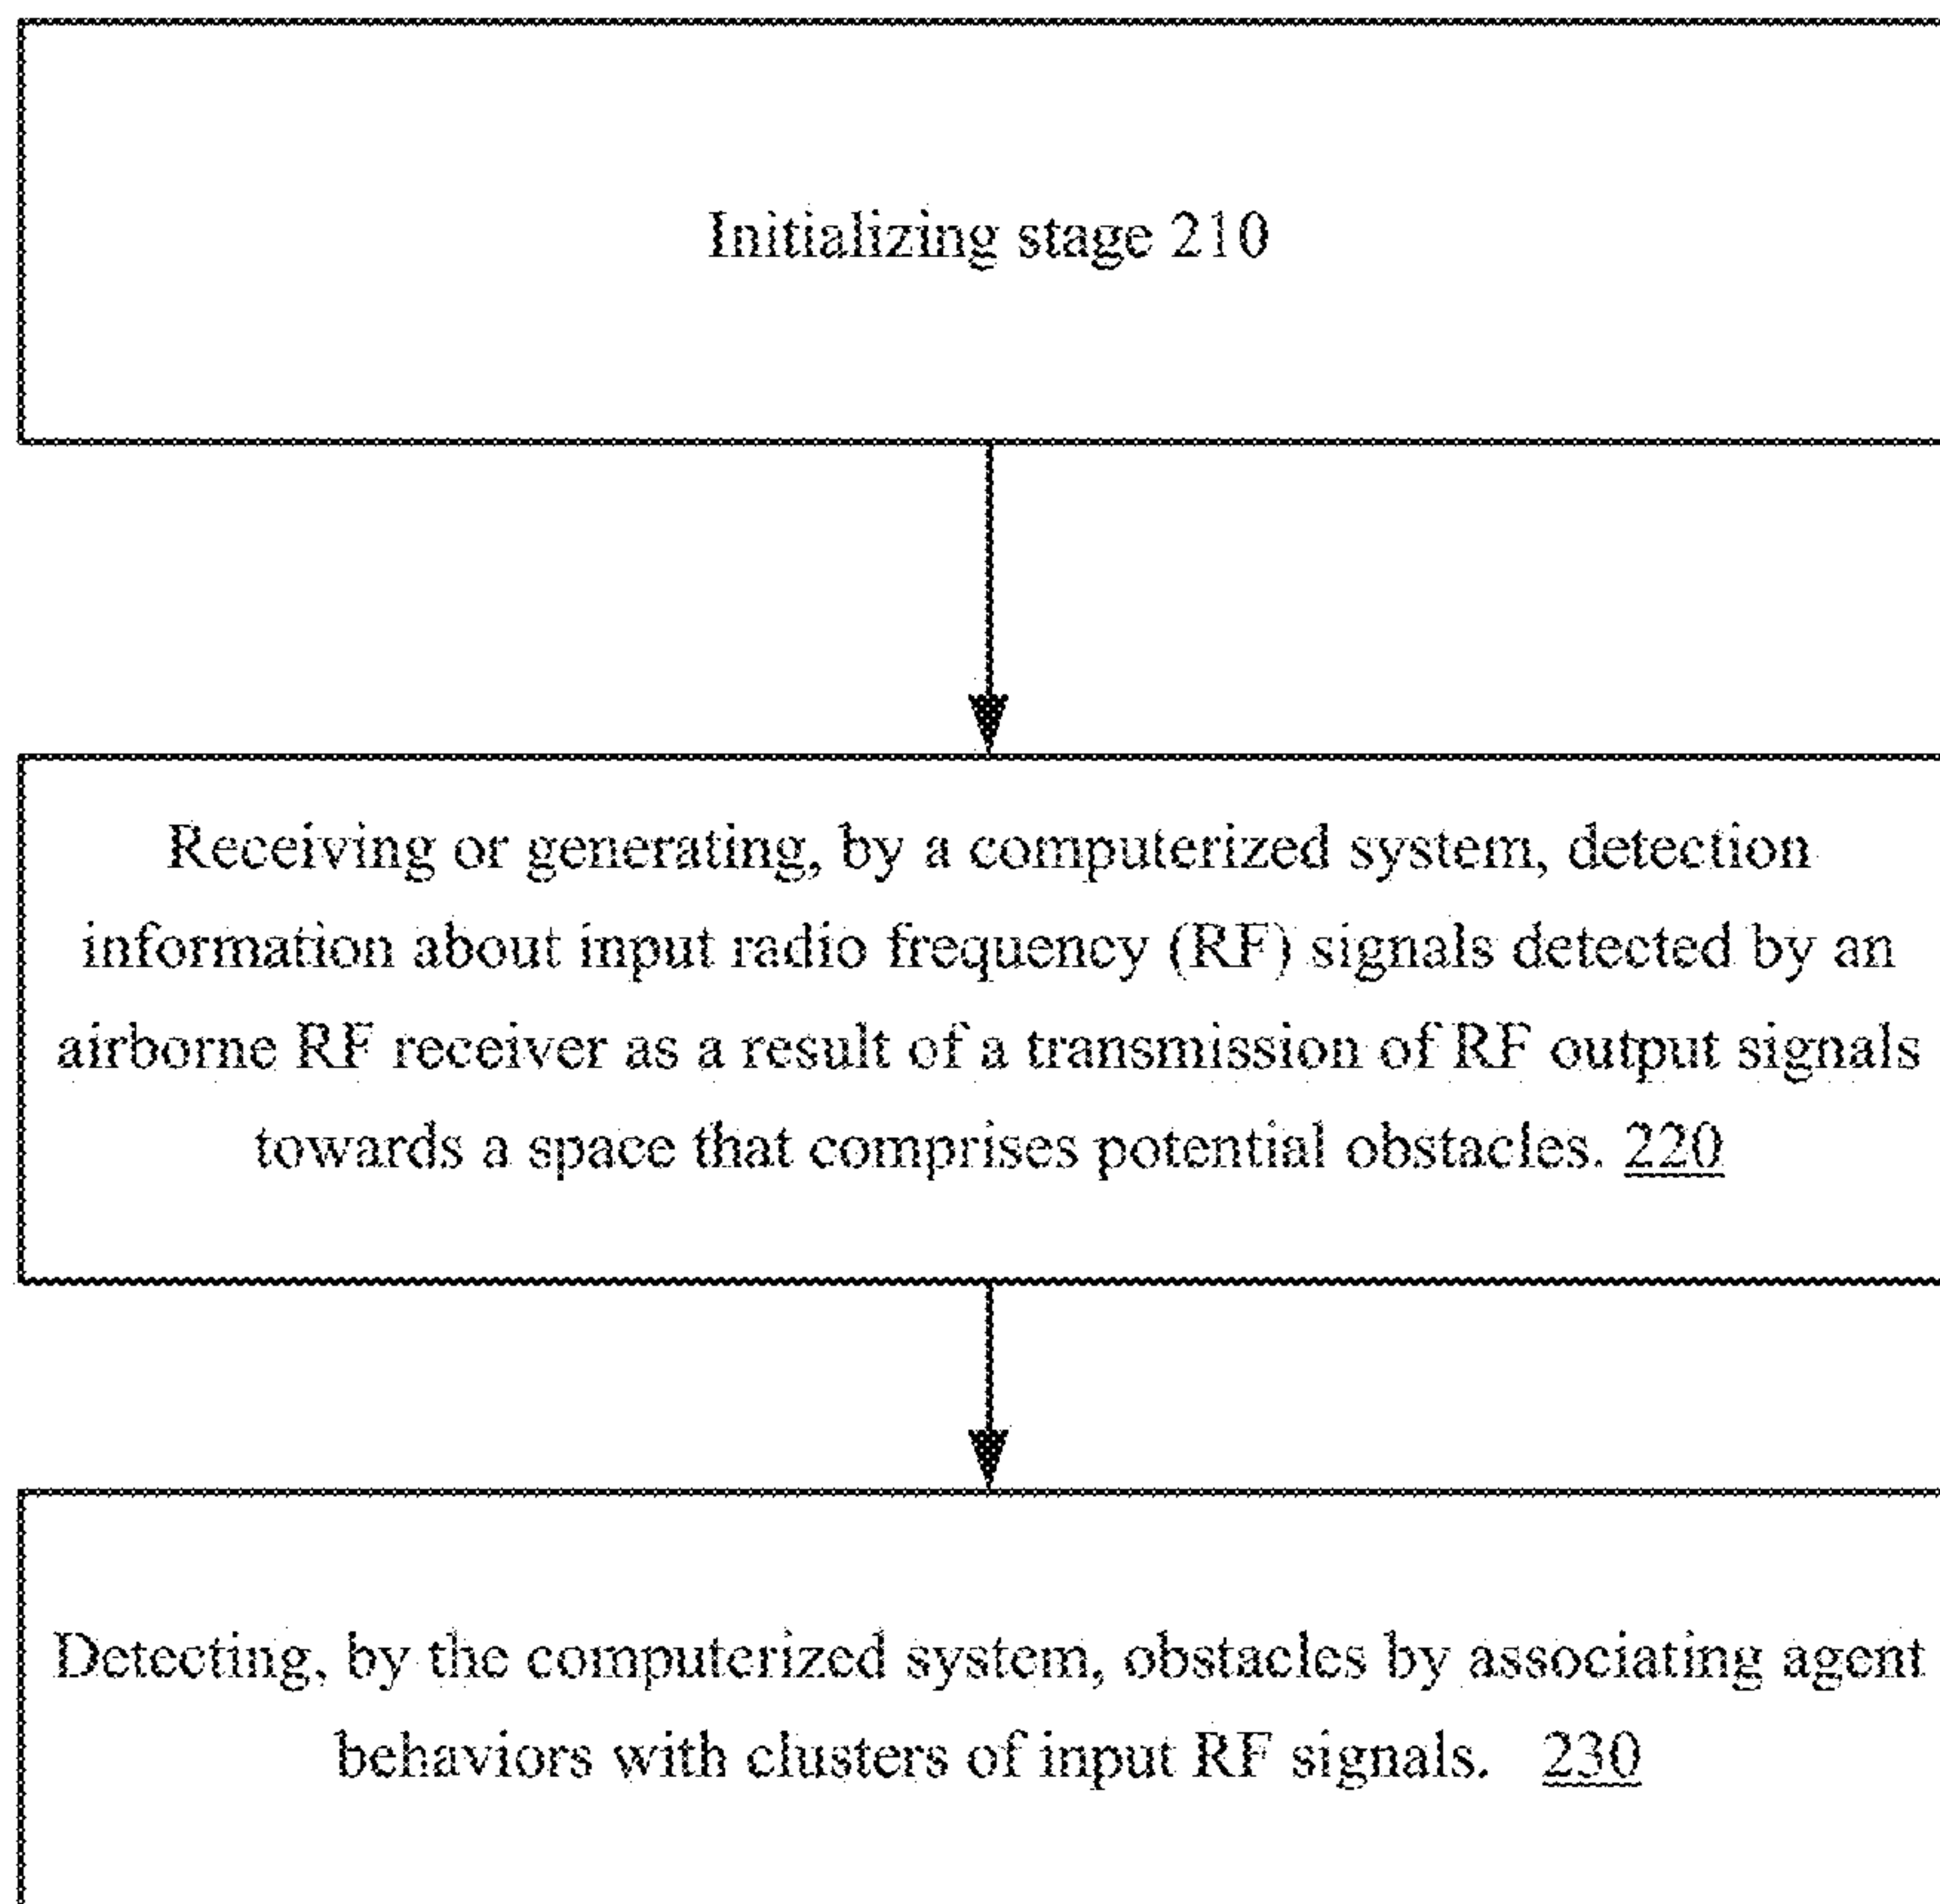 Initializing stage 210
Receiving or generating, by a computerized system, detection
information about input radio frequency (RF) signals detected by an
airborne RF receiver as a result of a transmission of RF output signals
towards a space that comprises potential obstacles. 220
Detecting, by the computerized system, obstacles by associating agent
behaviors with clusters of input RF signals. 230